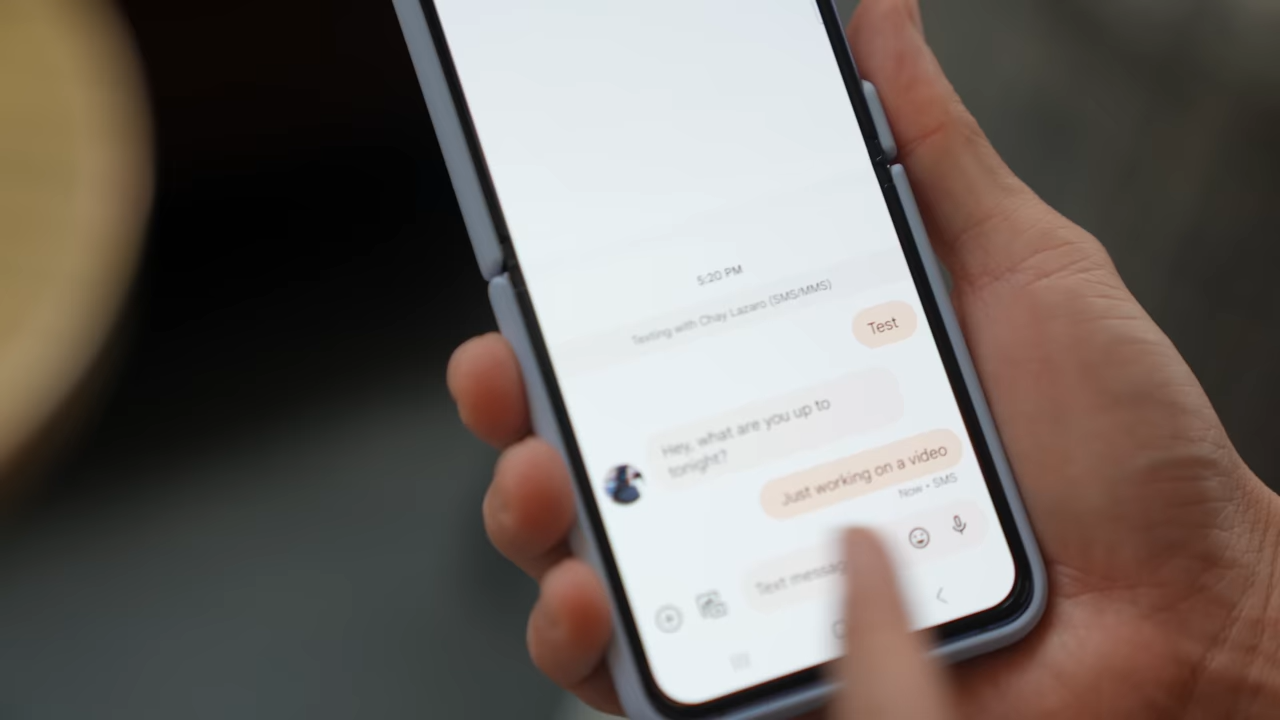 5:20 PM
Texting with Chay Lazaro (SMS/MMS)
Test
Hey, what are you up to
tonight?
Just working on a video
Now • SMS
Text